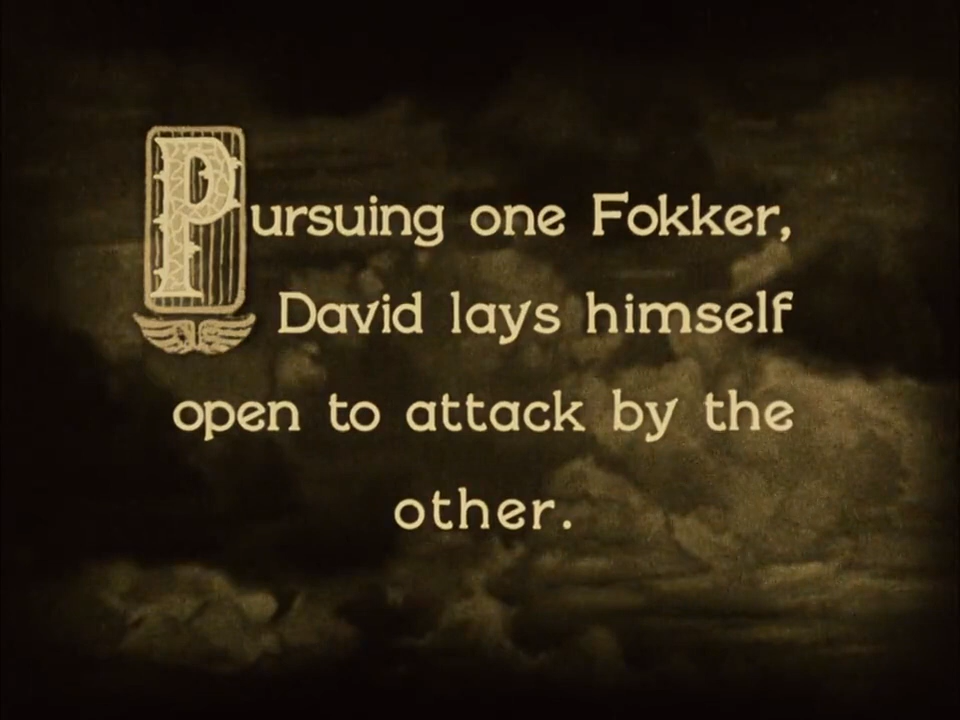 Pursuing one Fokker,
David lays himself
open to attack by the
other.